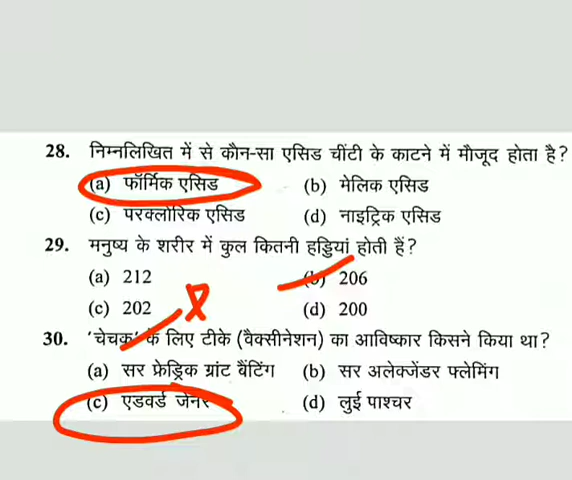 28. निम्नलिखित में से कौन-सा एसिड चींटी के काटने में मौजूद होता है?
(a) फॉर्मिक एसिड (b) मेलिक एसिड
(c) परक्लोरिक एसिड (d) नाइट्रिक एसिड
29. मनुष्य के शरीर में कुल कितनी हड्डियां होती हैं?
(a) 212 (b) 206
(c) 202 (d) 200
30. ‘चेचक’ के लिए टीके (वैक्सीनेशन) का आविष्कार किसने किया था?
(a) सर फ्रेड्रिक ग्रांट बैंटिंग (b) सर अलेक्जेंडर फ्लेमिंग
(c) एडवर्ड जेनर (d) लुई पाश्चर